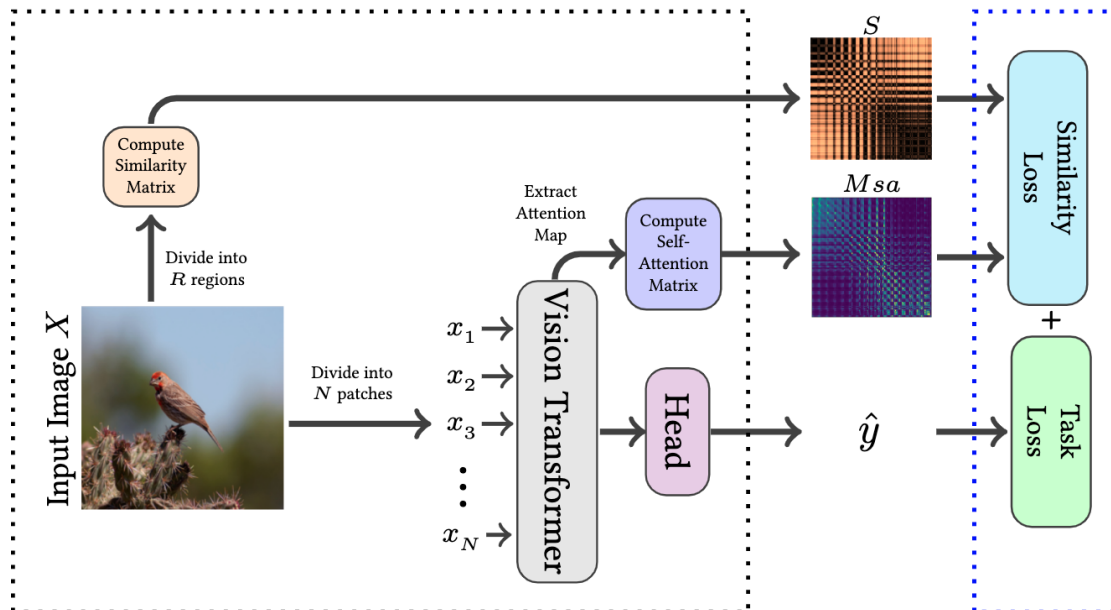 S
Compute
Similarity
Matrix
Similarity
Loss
Msa
Extract
Attention
Map
Compute
Self-
Attention
Matrix
Divide into
R regions
Input Image X
Divide into
N patches
x₁
x₂
x₃
⋮
x_N
Vision Transformer
Head
ŷ
+
Task
Loss